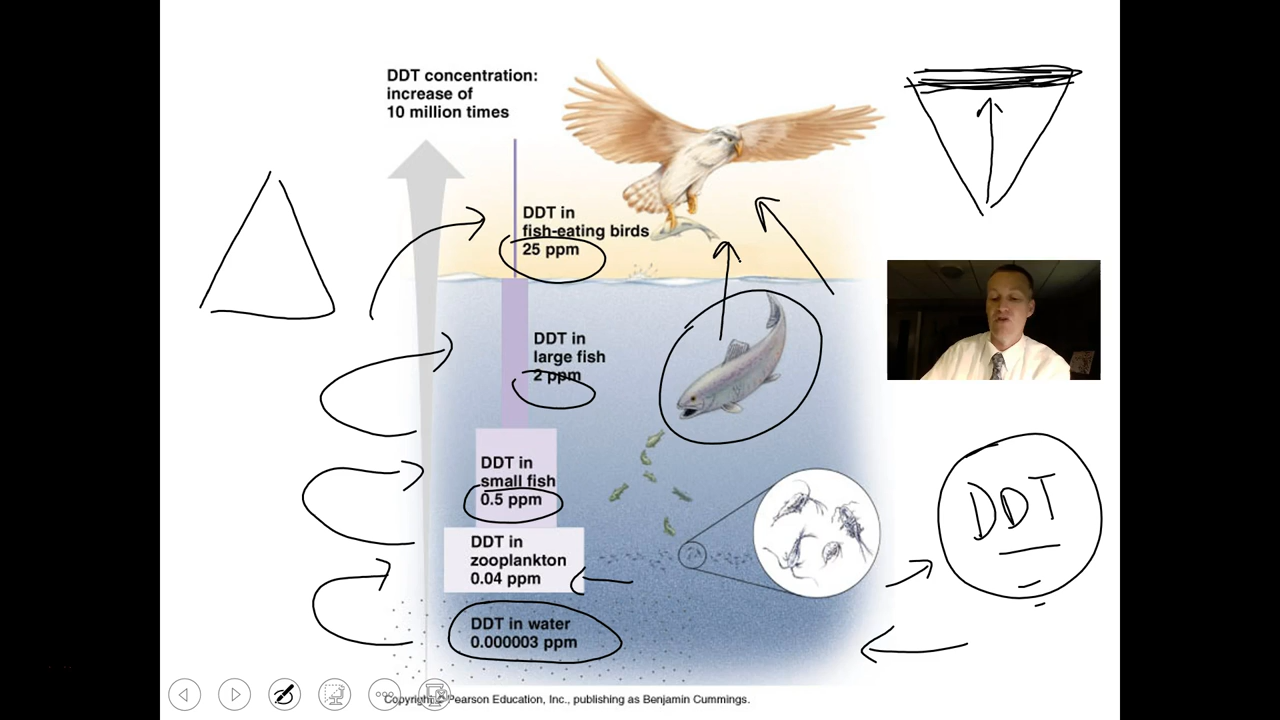 DDT concentration:
increase of
10 million times
DDT in
fish-eating birds
25 ppm
DDT in
large fish
2 ppm
DDT in
small fish
0.5 ppm
DDT
DDT in
zooplankton
0.04 ppm
DDT in water
0.000003 ppm
Copyright © Pearson Education, Inc., publishing as Benjamin Cummings.